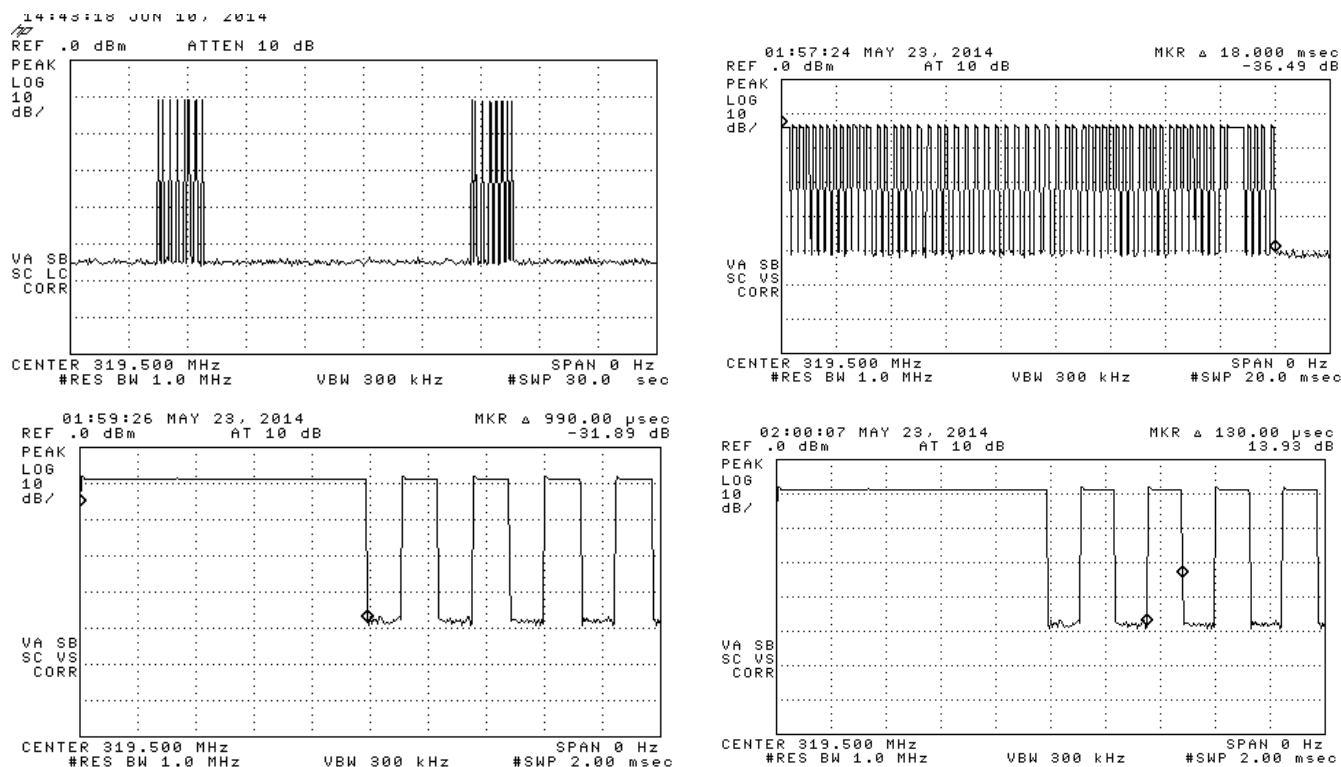 14:43:18 JUN 10, 2014
hp
REF .0 dBm ATTEN 10 dB
PEAK
LOG
10
dB/
VA SB
SC LC
CORR
CENTER 319.500 MHz SPAN 0 Hz
#RES BW 1.0 MHz VBW 300 kHz #SWP 30.0 sec
01:57:24 MAY 23, 2014 MKR Δ 18.000 msec
REF .0 dBm AT 10 dB -36.49 dB
PEAK
LOG
10
dB/
VA SB
SC VS
CORR
CENTER 319.500 MHz SPAN 0 Hz
#RES BW 1.0 MHz VBW 300 kHz #SWP 20.0 msec
01:59:26 MAY 23, 2014 MKR Δ 990.00 μsec
REF .0 dBm AT 10 dB -31.89 dB
PEAK
LOG
10
dB/
VA SB
SC VS
CORR
CENTER 319.500 MHz SPAN 0 Hz
#RES BW 1.0 MHz VBW 300 kHz #SWP 2.00 msec
02:00:07 MAY 23, 2014 MKR Δ 130.00 μsec
REF .0 dBm AT 10 dB 13.93 dB
PEAK
LOG
10
dB/
VA SB
SC VS
CORR
CENTER 319.500 MHz SPAN 0 Hz
#RES BW 1.0 MHz VBW 300 kHz #SWP 2.00 msec